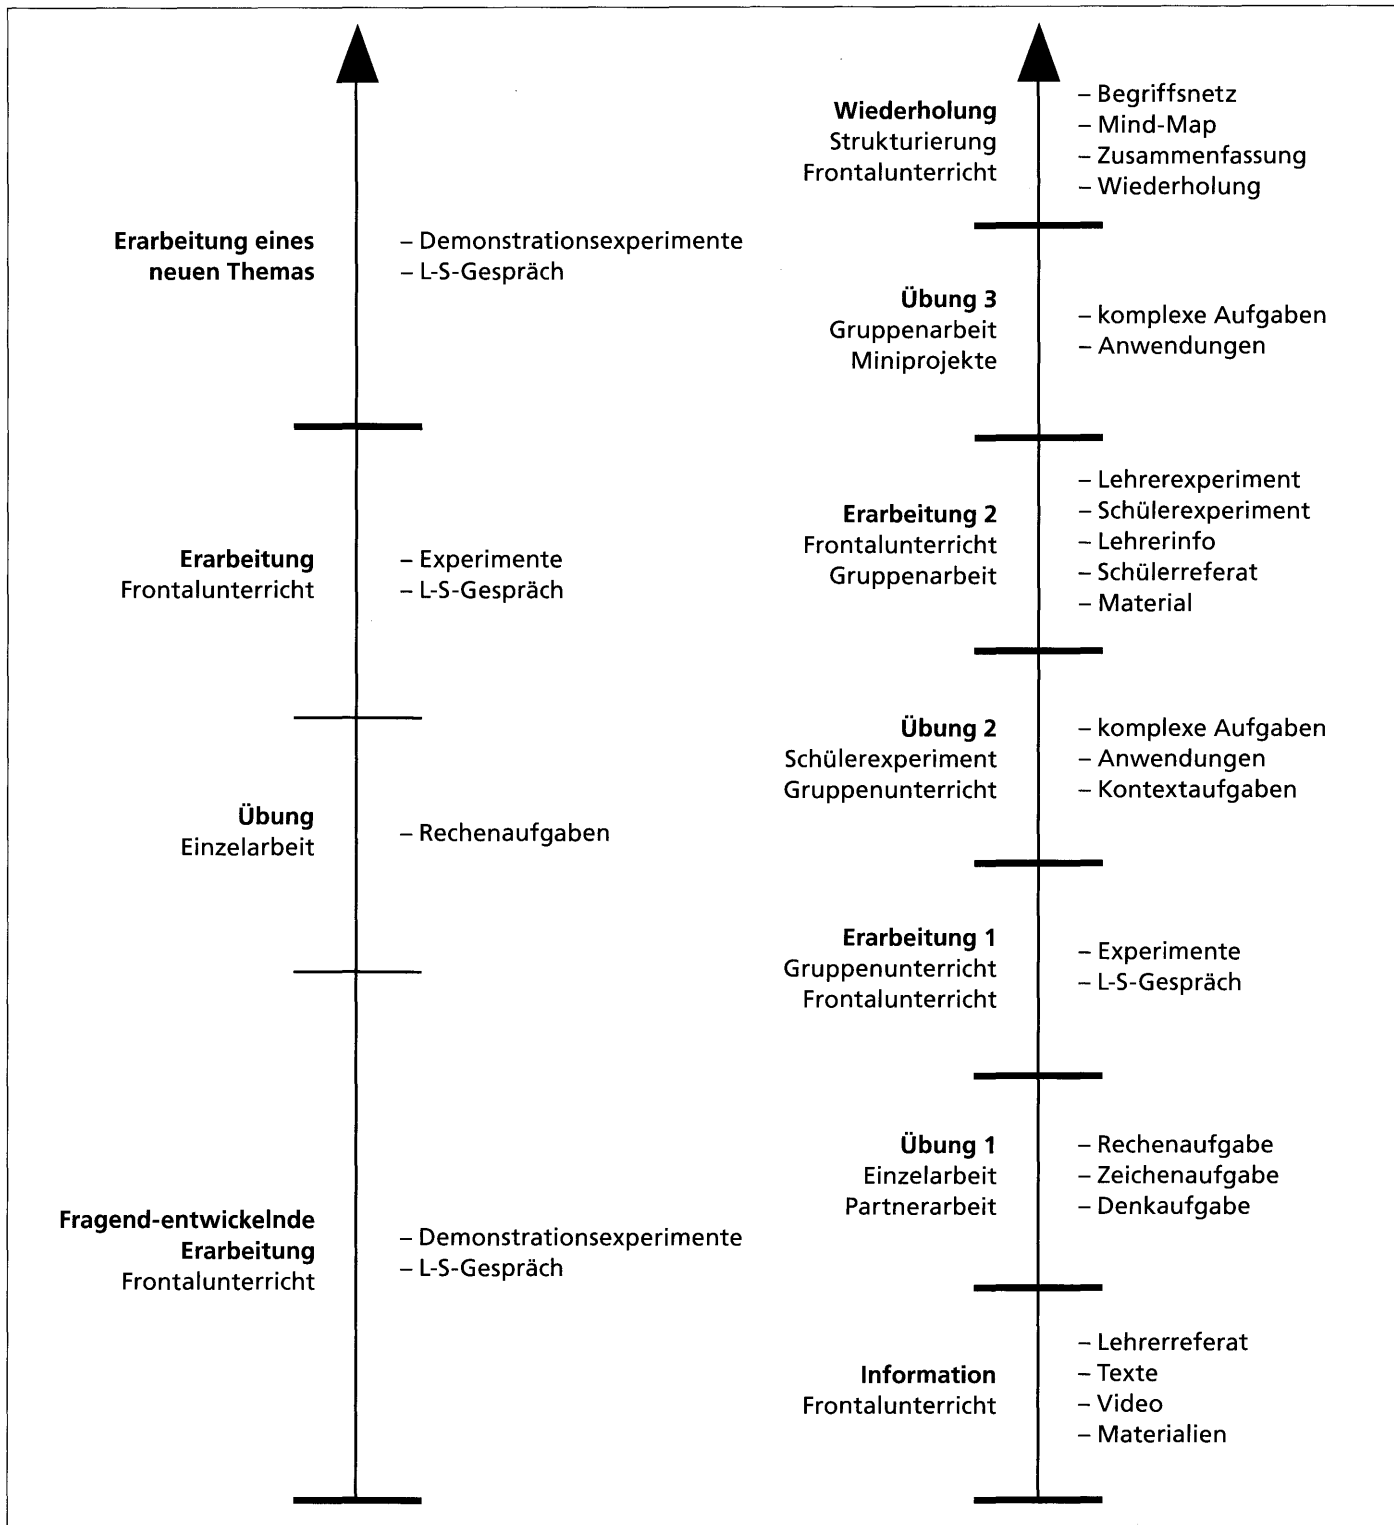 Erarbeitung eines
neuen Themas
– Demonstrationsexperimente
– L-S-Gespräch
Erarbeitung
Frontalunterricht
– Experimente
– L-S-Gespräch
Übung
Einzelarbeit
– Rechenaufgaben
Fragend-entwickelnde
Erarbeitung
Frontalunterricht
– Demonstrationsexperimente
– L-S-Gespräch
Wiederholung
Strukturierung
Frontalunterricht
– Begriffsnetz
– Mind-Map
– Zusammenfassung
– Wiederholung
Übung 3
Gruppenarbeit
Miniprojekte
– komplexe Aufgaben
– Anwendungen
Erarbeitung 2
Frontalunterricht
Gruppenarbeit
– Lehrerexperiment
– Schülerexperiment
– Lehrerinfo
– Schülerreferat
– Material
Übung 2
Schülerexperiment
Gruppenunterricht
– komplexe Aufgaben
– Anwendungen
– Kontextaufgaben
Erarbeitung 1
Gruppenunterricht
Frontalunterricht
– Experimente
– L-S-Gespräch
Übung 1
Einzelarbeit
Partnerarbeit
– Rechenaufgabe
– Zeichenaufgabe
– Denkaufgabe
Information
Frontalunterricht
– Lehrerreferat
– Texte
– Video
– Materialien